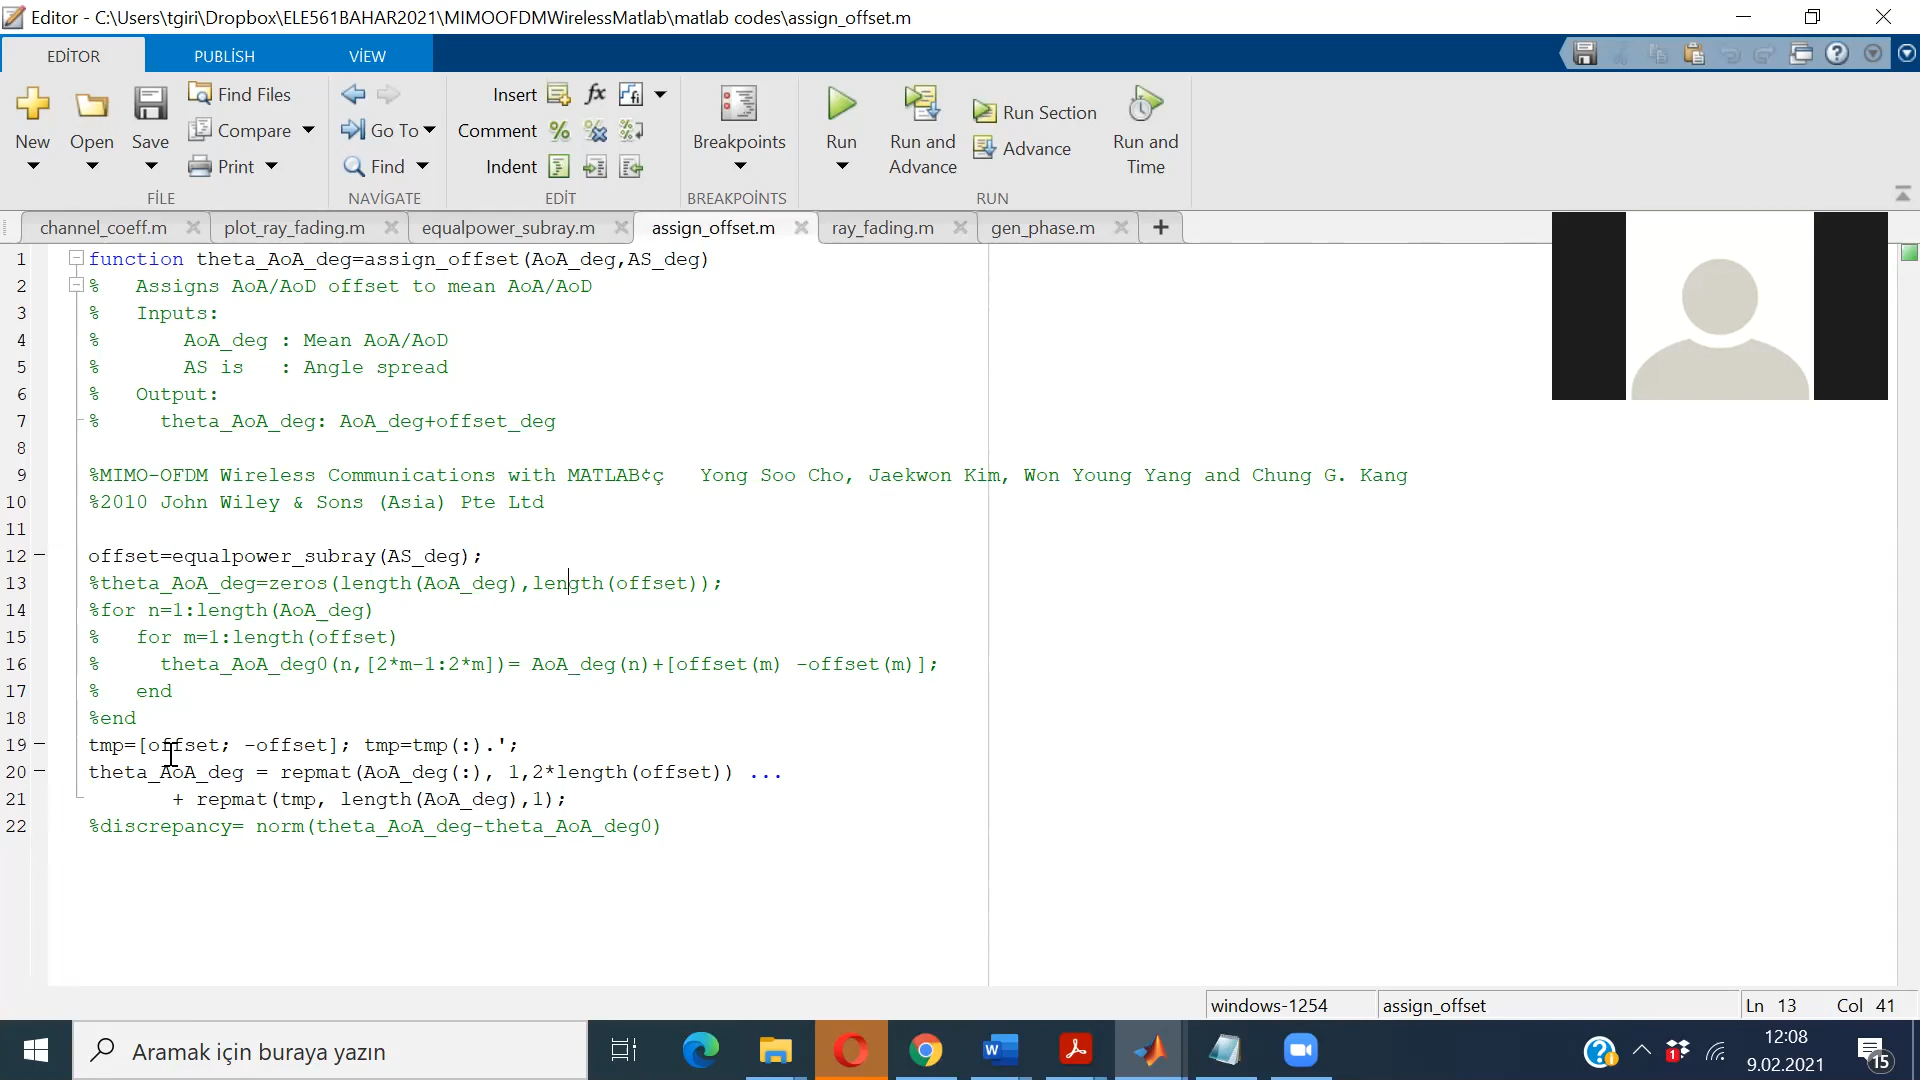 Editor - C:\Users\tgiri\Dropbox\ELE561BAHAR2021\MIMOOFDMWirelessMatlab\matlab codes\assign_offset.m
EDİTOR PUBLİSH VİEW
New Open Save Find Files Compare Print
FİLE
Go To Find
NAVİGATE
Insert fx
Comment
Indent
EDİT
Breakpoints
BREAKPOİNTS
Run Run and Advance Run Section Advance Run and Time
RUN
channel_coeff.m plot_ray_fading.m equalpower_subray.m assign_offset.m ray_fading.m gen_phase.m
1 function theta_AoA_deg=assign_offset(AoA_deg,AS_deg)
2 %   Assigns AoA/AoD offset to mean AoA/AoD
3 %   Inputs:
4 %       AoA_deg : Mean AoA/AoD
5 %       AS is   : Angle spread
6 %   Output:
7 %     theta_AoA_deg: AoA_deg+offset_deg
8
9 %MIMO-OFDM Wireless Communications with MATLAB¢ç   Yong Soo Cho, Jaekwon Kim, Won Young Yang and Chung G. Kang
10 %2010 John Wiley & Sons (Asia) Pte Ltd
11
12 offset=equalpower_subray(AS_deg);
13 %theta_AoA_deg=zeros(length(AoA_deg),length(offset));
14 %for n=1:length(AoA_deg)
15 %   for m=1:length(offset)
16 %     theta_AoA_deg0(n,[2*m-1:2*m])= AoA_deg(n)+[offset(m) -offset(m)];
17 %   end
18 %end
19 tmp=[offset; -offset]; tmp=tmp(:).';
20 theta_AoA_deg = repmat(AoA_deg(:), 1,2*length(offset)) ...
21        + repmat(tmp, length(AoA_deg),1);
22 %discrepancy= norm(theta_AoA_deg-theta_AoA_deg0)
windows-1254 assign_offset Ln 13 Col 41
Aramak için buraya yazın
12:08
9.02.2021
1
15